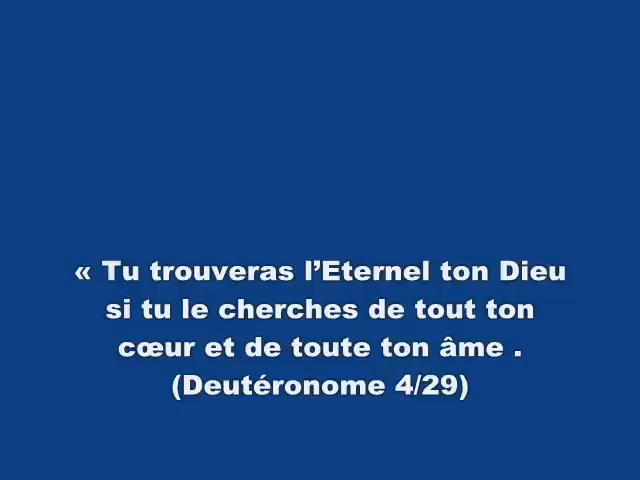 « Tu trouveras l’Eternel ton Dieu
si tu le cherches de tout ton
cœur et de toute ton âme .
(Deutéronome 4/29)